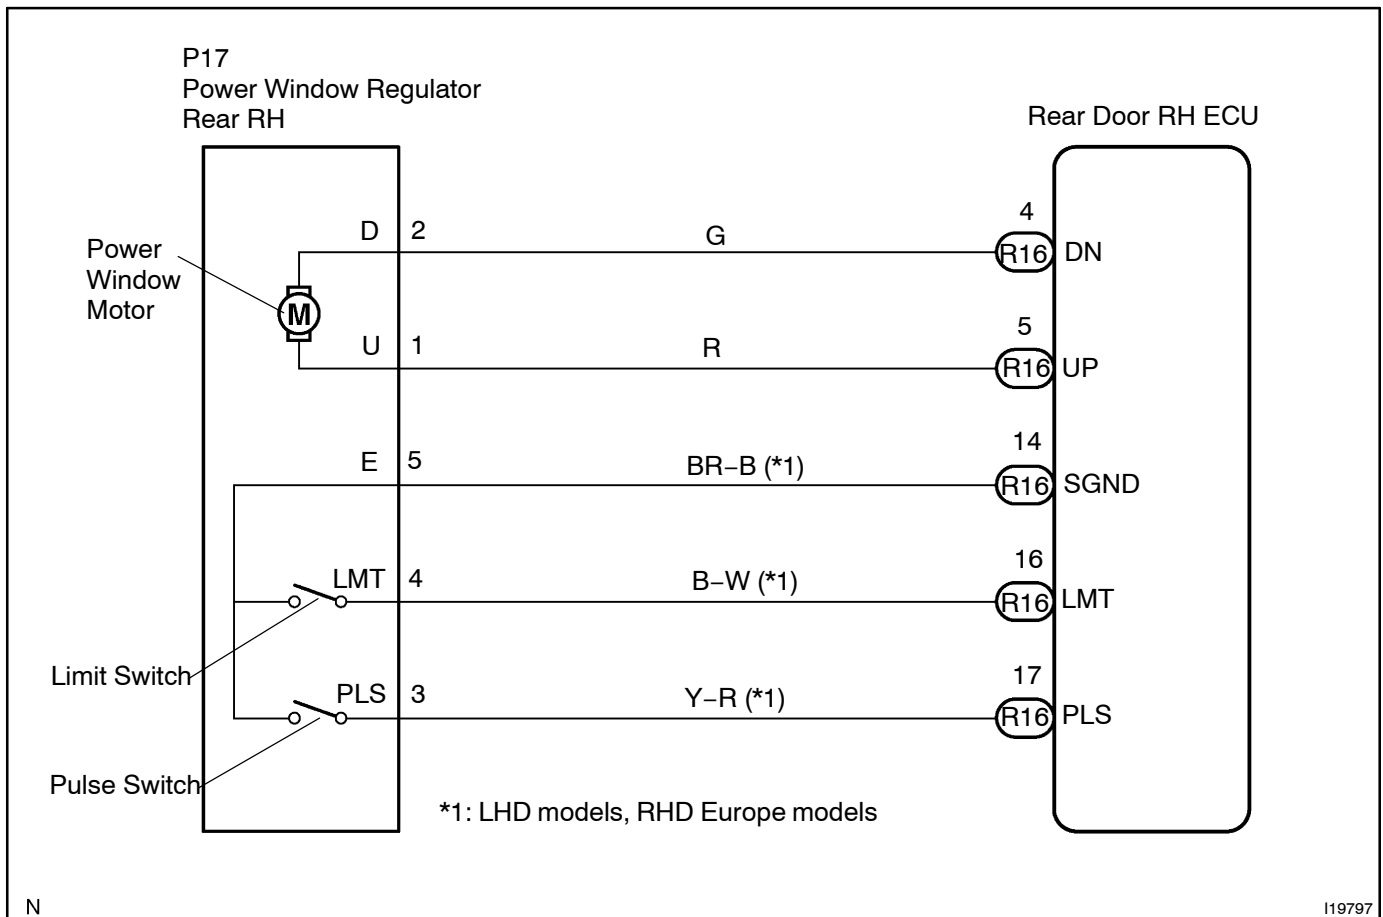 P17
Power Window Regulator
Rear RH
Rear Door RH ECU
Power
Window
Motor
M
D 2 G 4 R16 DN
U 1 R 5 R16 UP
E 5 BR−B (*1) 14 R16 SGND
LMT 4 B−W (*1) 16 R16 LMT
Limit Switch
PLS 3 Y−R (*1) 17 R16 PLS
Pulse Switch
*1: LHD models, RHD Europe models
N
I19797